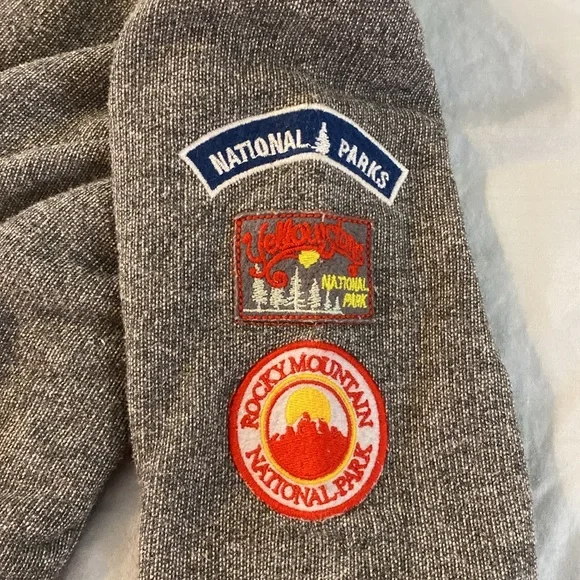 NATIONAL PARKS
Yellowstone
NATIONAL
PARK
ROCKY MOUNTAIN
NATIONAL PARK